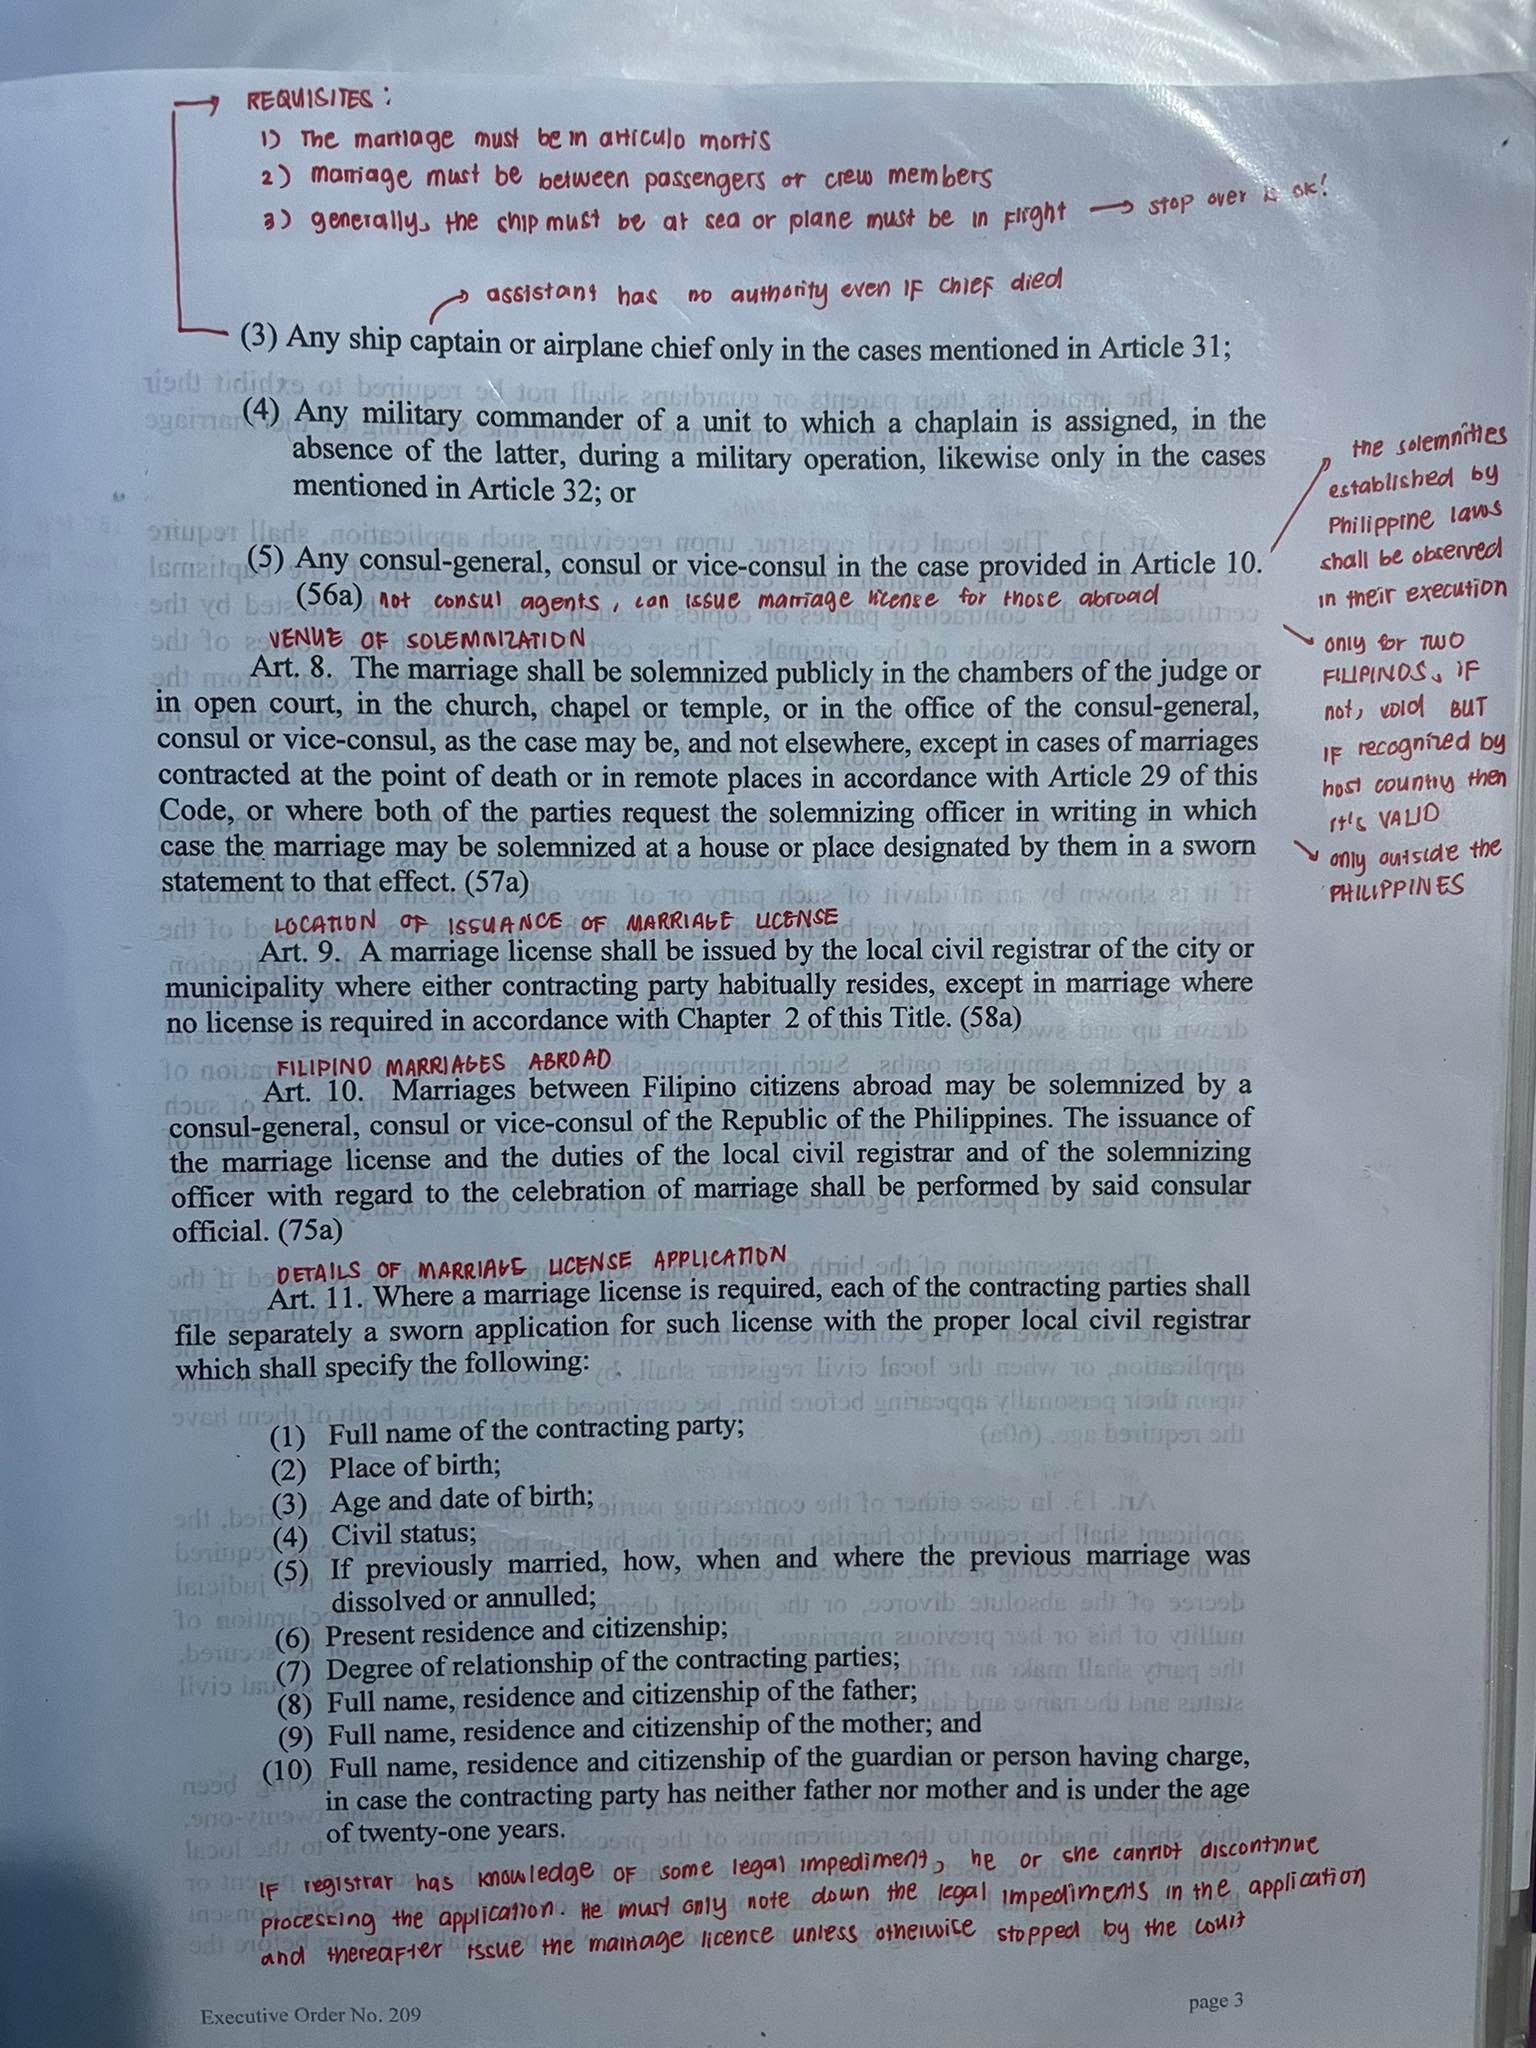 REQUISITES:
1) The marriage must be in articulo mortis
2) marriage must be between passengers or crew members
3) generally, the ship must be at sea or plane must be in flight → stop over is ok!
assistant has no authority even if chief died
(3) Any ship captain or airplane chief only in the cases mentioned in Article 31;
(4) Any military commander of a unit to which a chaplain is assigned, in the
absence of the latter, during a military operation, likewise only in the cases
mentioned in Article 32; or
(5) Any consul-general, consul or vice-consul in the case provided in Article 10.
(56a) not consul agents, can issue marriage license for those abroad
the solemnities
established by
Philippine laws
shall be observed
in their execution
only for TWO
FILIPINOS, if
not, void BUT
if recognized by
host country then
it's VALID
only outside the
PHILIPPINES
VENUE OF SOLEMNIZATION
Art. 8. The marriage shall be solemnized publicly in the chambers of the judge or
in open court, in the church, chapel or temple, or in the office of the consul-general,
consul or vice-consul, as the case may be, and not elsewhere, except in cases of marriages
contracted at the point of death or in remote places in accordance with Article 29 of this
Code, or where both of the parties request the solemnizing officer in writing in which
case the marriage may be solemnized at a house or place designated by them in a sworn
statement to that effect. (57a)
LOCATION OF ISSUANCE OF MARRIAGE LICENSE
Art. 9. A marriage license shall be issued by the local civil registrar of the city or
municipality where either contracting party habitually resides, except in marriage where
no license is required in accordance with Chapter 2 of this Title. (58a)
FILIPINO MARRIAGES ABROAD
Art. 10. Marriages between Filipino citizens abroad may be solemnized by a
consul-general, consul or vice-consul of the Republic of the Philippines. The issuance of
the marriage license and the duties of the local civil registrar and of the solemnizing
officer with regard to the celebration of marriage shall be performed by said consular
official. (75a)
DETAILS OF MARRIAGE LICENSE APPLICATION
Art. 11. Where a marriage license is required, each of the contracting parties shall
file separately a sworn application for such license with the proper local civil registrar
which shall specify the following:
(1) Full name of the contracting party;
(2) Place of birth;
(3) Age and date of birth;
(4) Civil status;
(5) If previously married, how, when and where the previous marriage was
dissolved or annulled;
(6) Present residence and citizenship;
(7) Degree of relationship of the contracting parties;
(8) Full name, residence and citizenship of the father;
(9) Full name, residence and citizenship of the mother; and
(10) Full name, residence and citizenship of the guardian or person having charge,
in case the contracting party has neither father nor mother and is under the age
of twenty-one years.
if registrar has knowledge of some legal impediment, he or she cannot discontinue
processing the application. He must only note down the legal impediments in the application
and thereafter issue the marriage licence unless otherwise stopped by the court
Executive Order No. 209
page 3